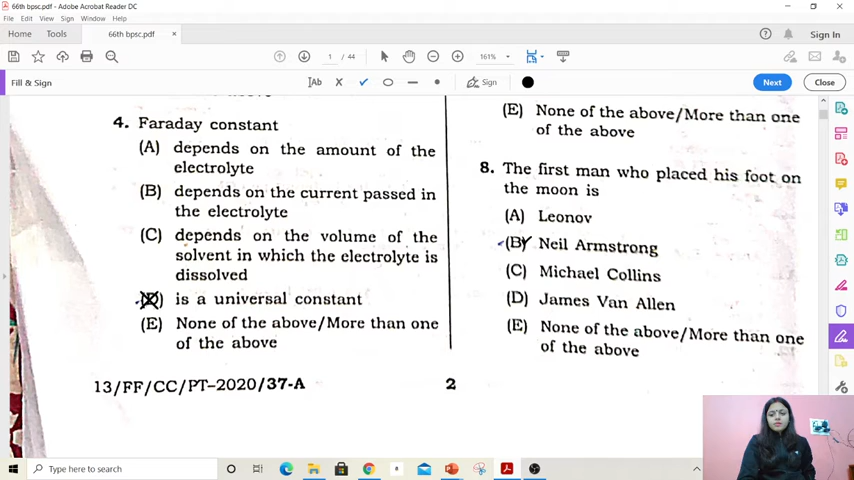 66th bpsc.pdf - Adobe Acrobat Reader DC
File Edit View Sign Window Help
Home Tools 66th bpsc.pdf × Sign In
1 / 44 161%
Fill & Sign
Ab Sign Next Close
4. Faraday constant
(A) depends on the amount of the
electrolyte
(B) depends on the current passed in
the electrolyte
(C) depends on the volume of the
solvent in which the electrolyte is
dissolved
(D) is a universal constant
(E) None of the above/More than one
of the above
13/FF/CC/PT–2020/37-A
2
(E) None of the above/More than one
of the above
8. The first man who placed his foot on
the moon is
(A) Leonov
(B) Neil Armstrong
(C) Michael Collins
(D) James Van Allen
(E) None of the above/More than one
of the above
Type here to search